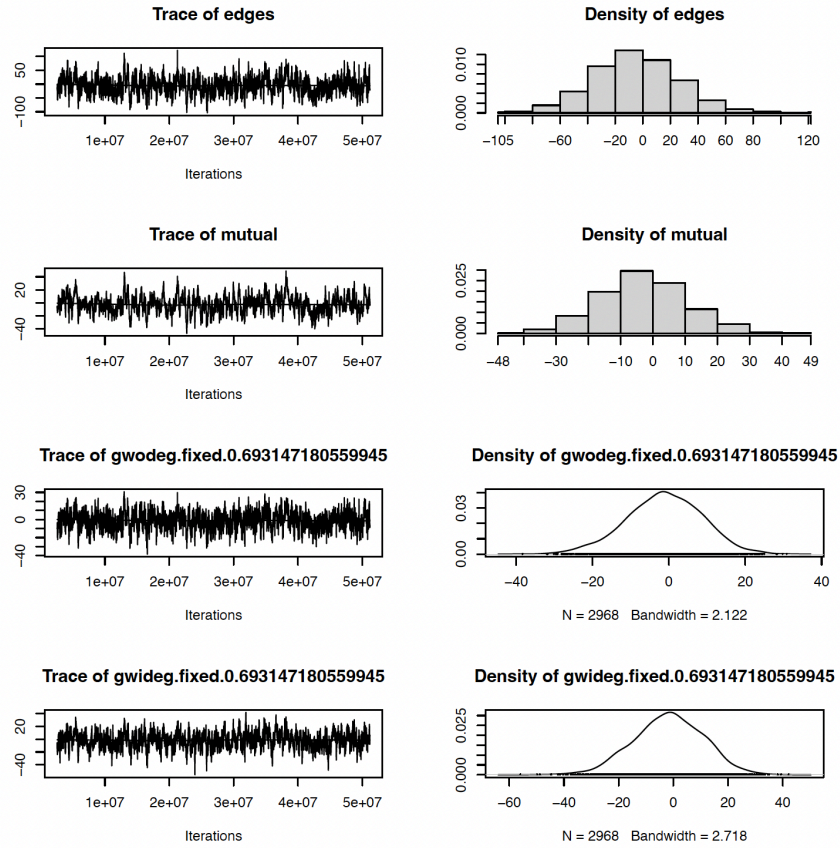 Trace of edges
50
−100
1e+07 2e+07 3e+07 4e+07 5e+07
Iterations
Density of edges
0.010
0.000
−105 −60 −20 0 20 40 60 80 120
Trace of mutual
20
−40
1e+07 2e+07 3e+07 4e+07 5e+07
Iterations
Density of mutual
0.025
0.000
−48 −30 −10 0 10 20 30 40 49
Trace of gwodeg.fixed.0.693147180559945
30
0
−40
1e+07 2e+07 3e+07 4e+07 5e+07
Iterations
Density of gwodeg.fixed.0.693147180559945
0.03
0.00
−40 −20 0 20 40
N = 2968 Bandwidth = 2.122
Trace of gwideg.fixed.0.693147180559945
20
−40
1e+07 2e+07 3e+07 4e+07 5e+07
Iterations
Density of gwideg.fixed.0.693147180559945
0.025
0.000
−60 −40 −20 0 20 40
N = 2968 Bandwidth = 2.718